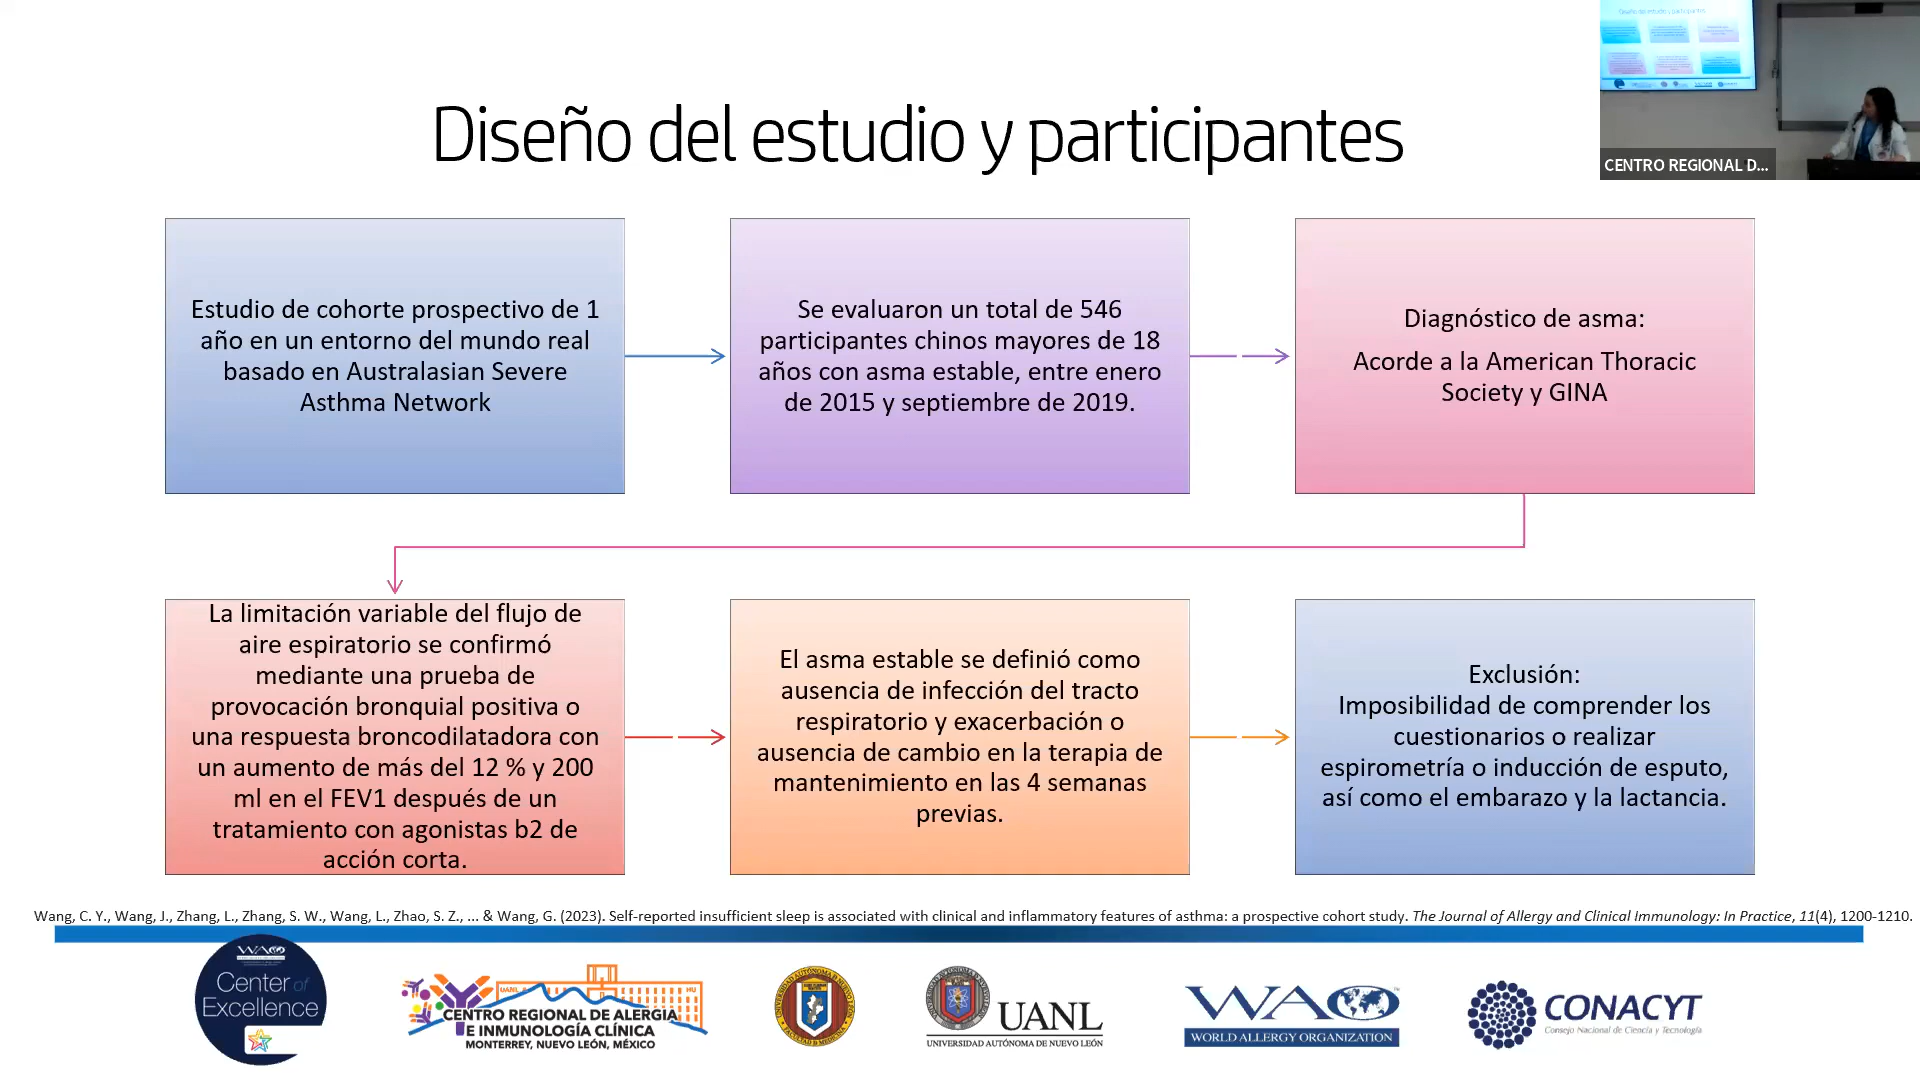 Diseño del estudio y participantes
CENTRO REGIONAL D...
Estudio de cohorte prospectivo de 1
año en un entorno del mundo real
basado en Australasian Severe
Asthma Network
Se evaluaron un total de 546
participantes chinos mayores de 18
años con asma estable, entre enero
de 2015 y septiembre de 2019.
Diagnóstico de asma:
Acorde a la American Thoracic
Society y GINA
La limitación variable del flujo de
aire espiratorio se confirmó
mediante una prueba de
provocación bronquial positiva o
una respuesta broncodilatadora con
un aumento de más del 12 % y 200
ml en el FEV1 después de un
tratamiento con agonistas b2 de
acción corta.
El asma estable se definió como
ausencia de infección del tracto
respiratorio y exacerbación o
ausencia de cambio en la terapia de
mantenimiento en las 4 semanas
previas.
Exclusión:
Imposibilidad de comprender los
cuestionarios o realizar
espirometría o inducción de esputo,
así como el embarazo y la lactancia.
Wang, C. Y., Wang, J., Zhang, L., Zhang, S. W., Wang, L., Zhao, S. Z., ... & Wang, G. (2023). Self-reported insufficient sleep is associated with clinical and inflammatory features of asthma: a prospective cohort study. The Journal of Allergy and Clinical Immunology: In Practice, 11(4), 1200-1210.
WAO
Center of
Excellence
UANL HU
CENTRO REGIONAL DE ALERGIA
E INMUNOLOGÍA CLÍNICA
MONTERREY, NUEVO LEÓN, MÉXICO
UANL
UNIVERSIDAD AUTÓNOMA DE NUEVO LEÓN
WAO
WORLD ALLERGY ORGANIZATION
CONACYT
Consejo Nacional de Ciencia y Tecnología